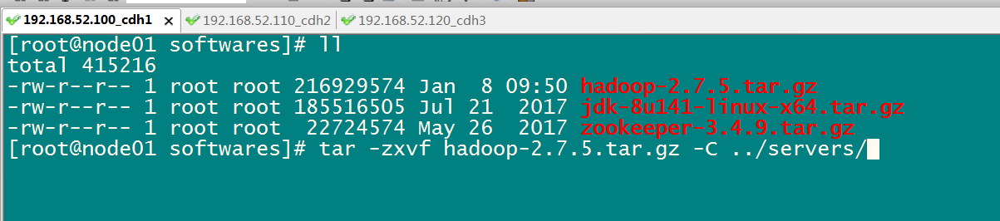 192.168.52.100_cdh1 192.168.52.110_cdh2 192.168.52.120_cdh3
[root@node01 softwares]# ll
total 415216
-rw-r--r-- 1 root root 216929574 Jan  8 09:50 hadoop-2.7.5.tar.gz
-rw-r--r-- 1 root root 185516505 Jul 21  2017 jdk-8u141-linux-x64.tar.gz
-rw-r--r-- 1 root root  22724574 May 26  2017 zookeeper-3.4.9.tar.gz
[root@node01 softwares]# tar -zxvf hadoop-2.7.5.tar.gz -C ../servers/